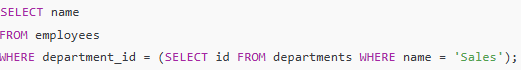 SELECT name
FROM employees
WHERE department_id = (SELECT id FROM departments WHERE name = 'Sales');